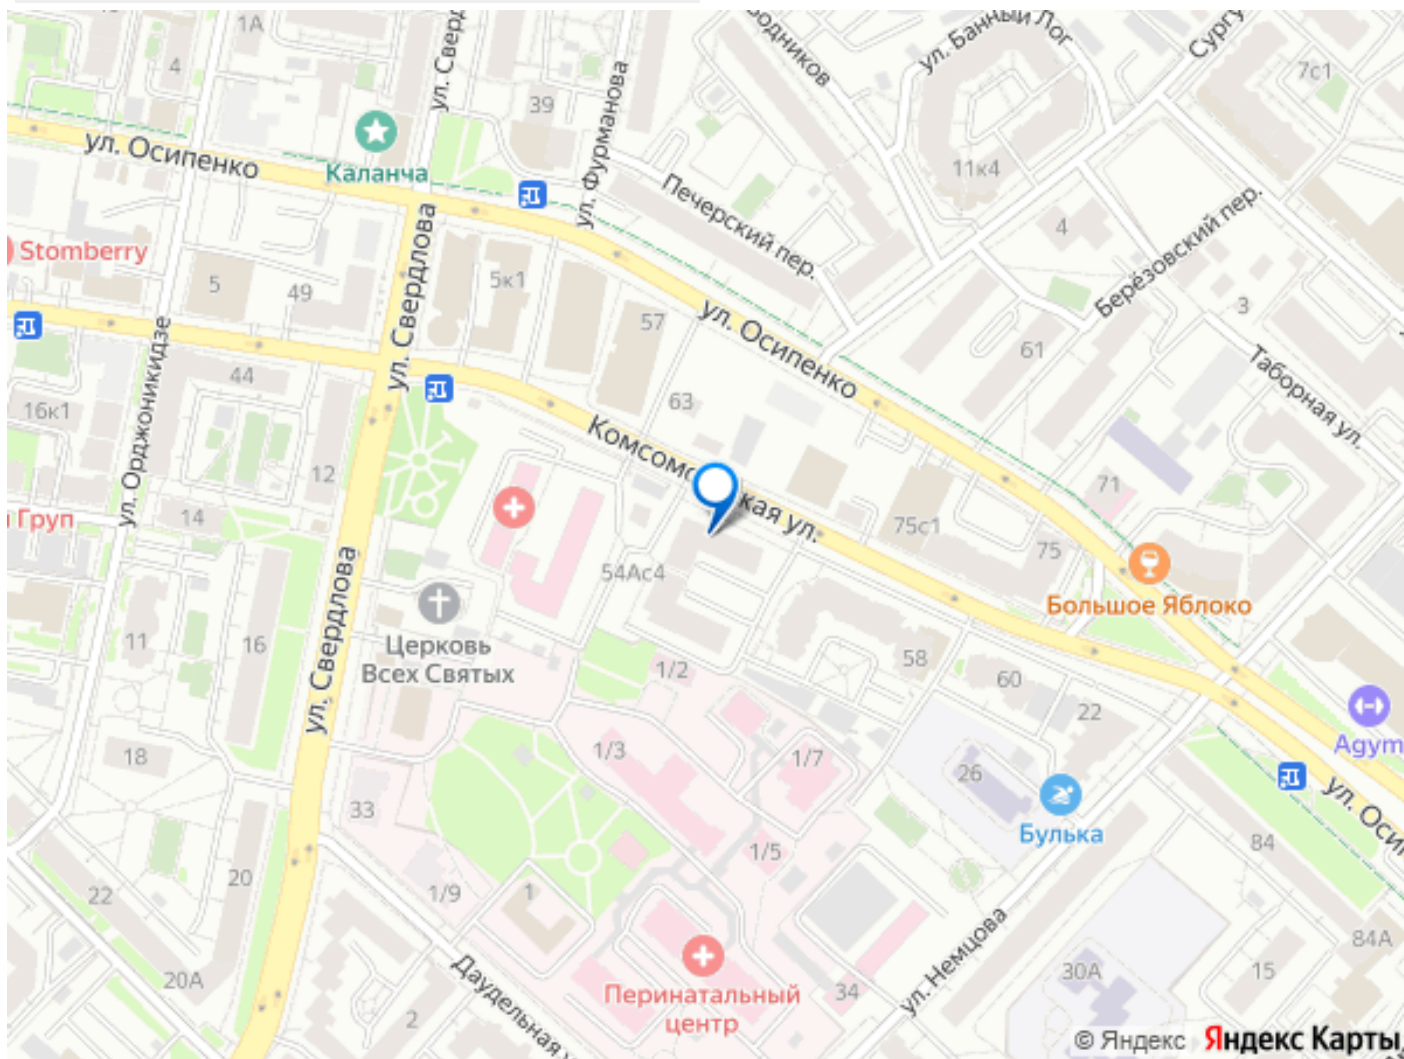 1А
4
ул. Сверд
39
ул. Фурманова
водников
ул. Банный Лог
Сургу
7с1
ул. Осипенко
Каланча
Печерский пер.
11к4
4
Берёзовский пер.
3
Stomberry
5
49
ул. Свердлова
5к1
57
ул. Осипенко
61
Таборная ул.
44
16к1
ул. Орджоникидзе
63
Комсомо
кая ул.
12
14
и Груп
71
75с1
75
Большое Яблоко
54Ас4
11
16
ул. Свердлова
Церковь
Всех Святых
1/2
58
60
22
Agym
18
1/3
1/7
26
Булька
33
1/5
84
ул. Оси
22
20
1/9
1
20А
2
Даудельная у
Перинатальный
центр
34
ул. Немцова
30А
15
84А
© Яндекс Яндекс Карты